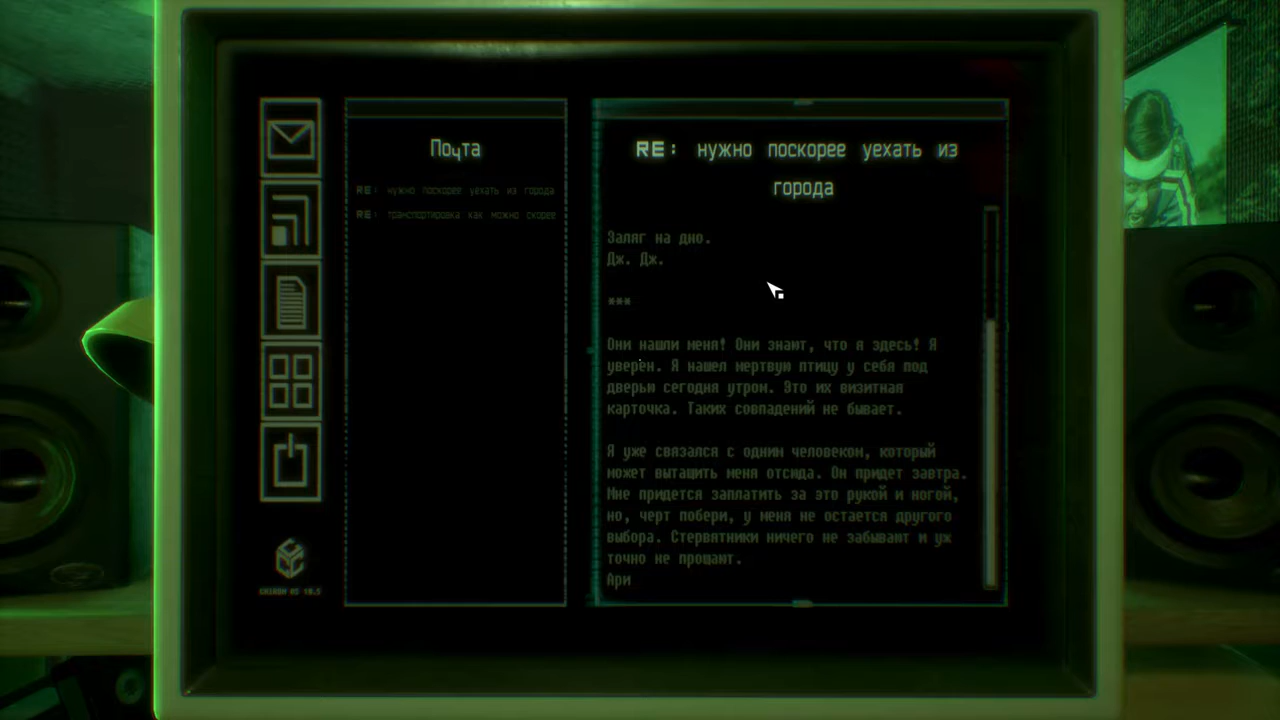 Почта
RE: нужно поскорее уехать из города
RE: транспортировка как можно скорее
RE: нужно поскорее уехать из
города
Заляг на дно.
Дж. Дж.
***
Они нашли меня! Они знают, что я здесь! Я
уверен. Я нашел мертвую птицу у себя под
дверью сегодня утром. Это их визитная
карточка. Таких совпадений не бывает.
Я уже связался с одним человеком, который
может вытащить меня отсюда. Он придет завтра.
Мне придется заплатить за это рукой и ногой,
но, черт побери, у меня не остается другого
выбора. Стервятники ничего не забывают и уж
точно не прощают.
Ари
CHIRON OS 10.5